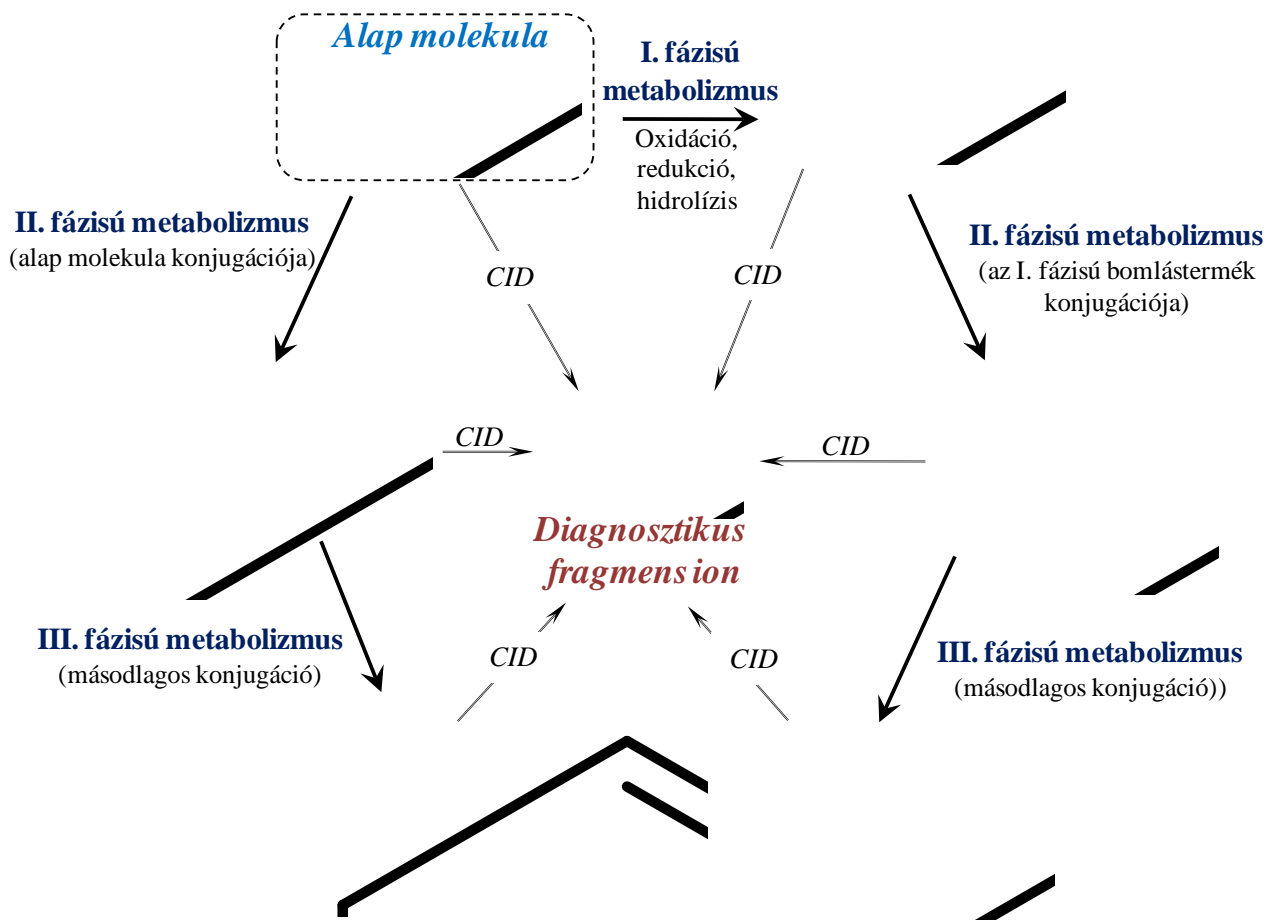 Alap molekula
I. fázisú
metabolizmus
Oxidáció,
redukció,
hidrolízis
II. fázisú metabolizmus
(alap molekula konjugációja)
II. fázisú metabolizmus
(az I. fázisú bomlástermék
konjugációja)
CID
CID
CID
CID
Diagnosztikus
fragmens ion
III. fázisú metabolizmus
(másodlagos konjugáció)
CID
CID
III. fázisú metabolizmus
(másodlagos konjugáció))